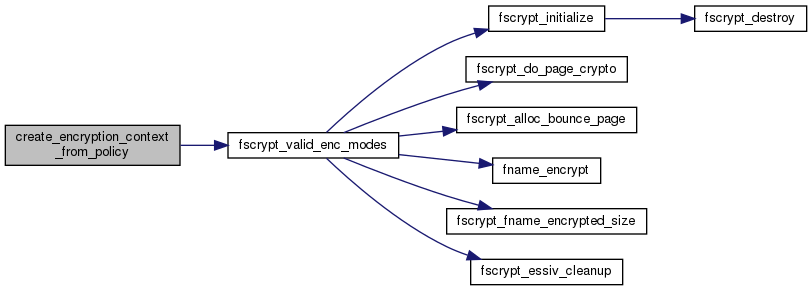 create_encryption_context
_from_policy
fscrypt_valid_enc_modes
fscrypt_initialize
fscrypt_destroy
fscrypt_do_page_crypto
fscrypt_alloc_bounce_page
fname_encrypt
fscrypt_fname_encrypted_size
fscrypt_essiv_cleanup